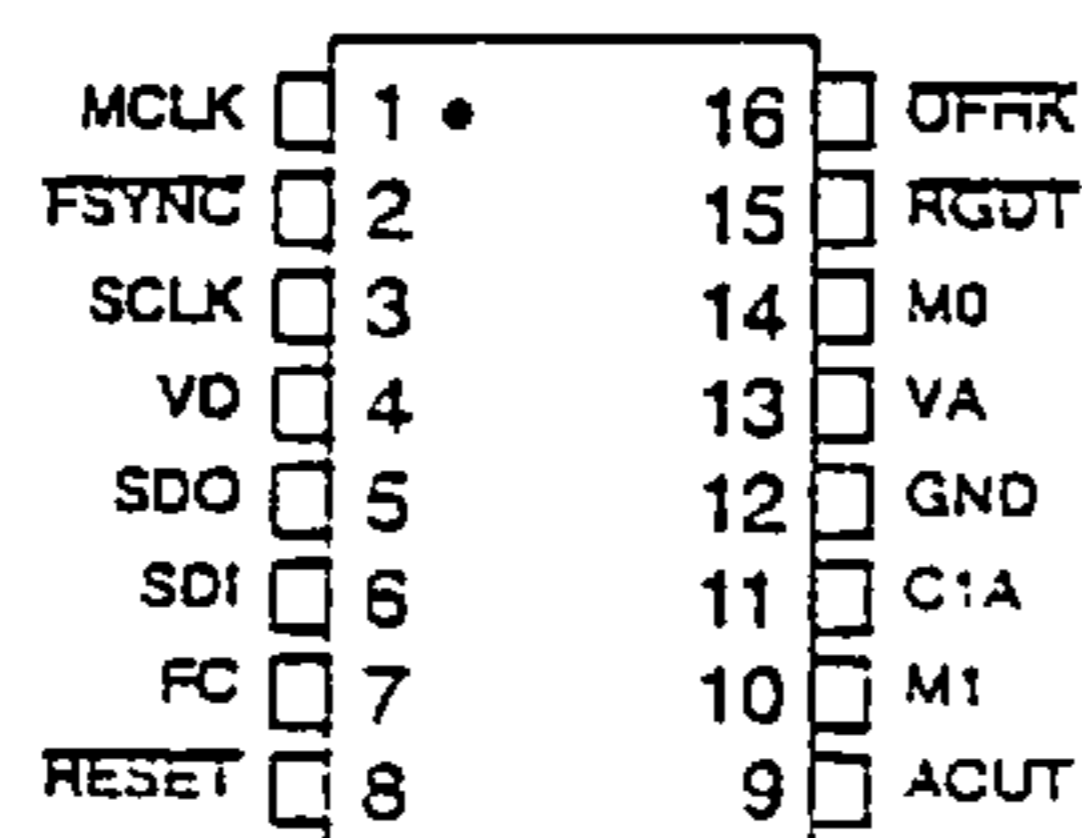 MCLK 1 16 OFHK
FSYNC 2 15 RGDT
SCLK 3 14 M0
VD 4 13 VA
SDO 5 12 GND
SDI 6 11 C1A
FC 7 10 M1
RESET 8 9 AOUT